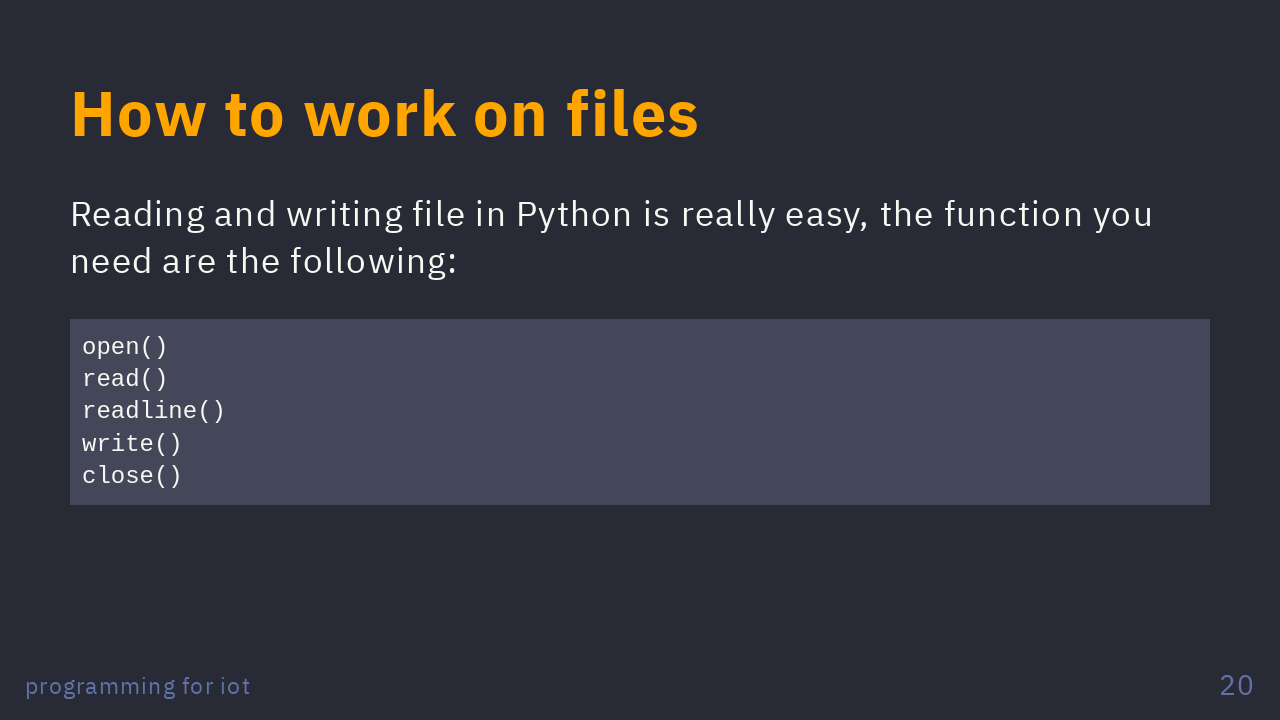 How to work on files
Reading and writing file in Python is really easy, the function you
need are the following:
open()
read()
readline()
write()
close()
programming for iot
20